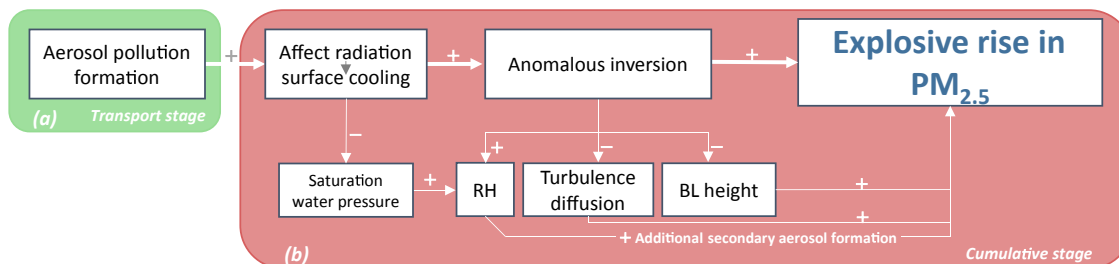 Aerosol pollution
formation
+
Affect radiation
surface cooling
+
Anomalous inversion
+
Explosive rise in
PM2.5
(a)
Transport stage
−
+
−
−
Saturation
water pressure
+
RH
Turbulence
diffusion
BL height
+
+
+ Additional secondary aerosol formation
(b)
Cumulative stage